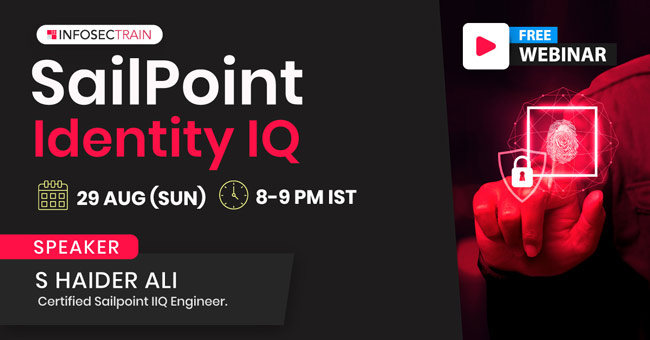 INFOSECTRAIN
FREE
WEBINAR
SailPoint
Identity IQ
29 AUG (SUN)
8-9 PM IST
SPEAKER
S HAIDER ALI
Certified Sailpoint IIQ Engineer.